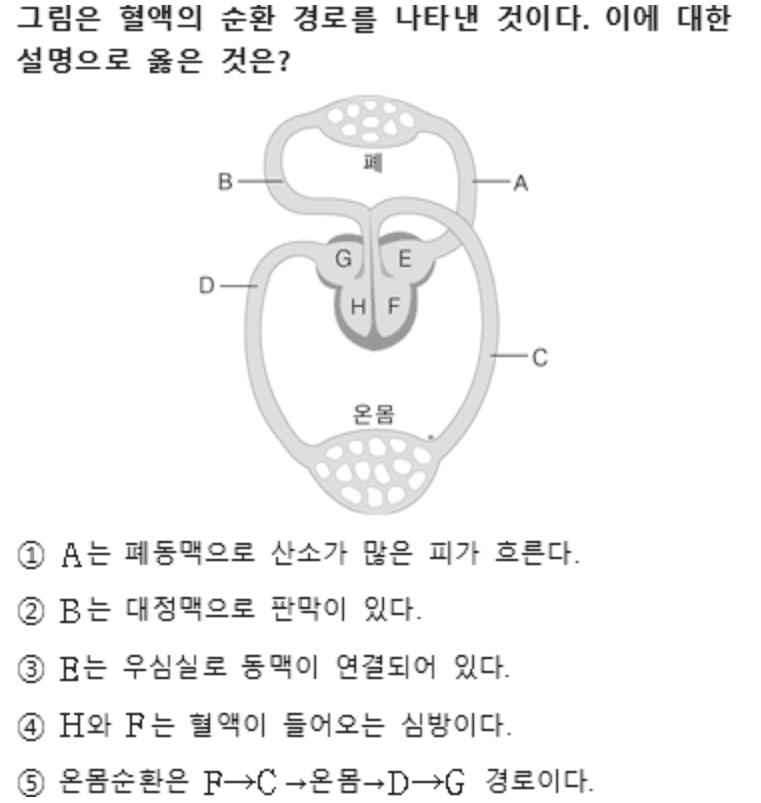 그림은 혈액의 순환 경로를 나타낸 것이다. 이에 대한
설명으로 옳은 것은?
폐
B
A
G
E
D
H
F
C
온몸
① A는 폐동맥으로 산소가 많은 피가 흐른다.
② B는 대정맥으로 판막이 있다.
③ E는 우심실로 동맥이 연결되어 있다.
④ H와 F는 혈액이 들어오는 심방이다.
⑤ 온몸순환은 F→C→온몸→D→G 경로이다.